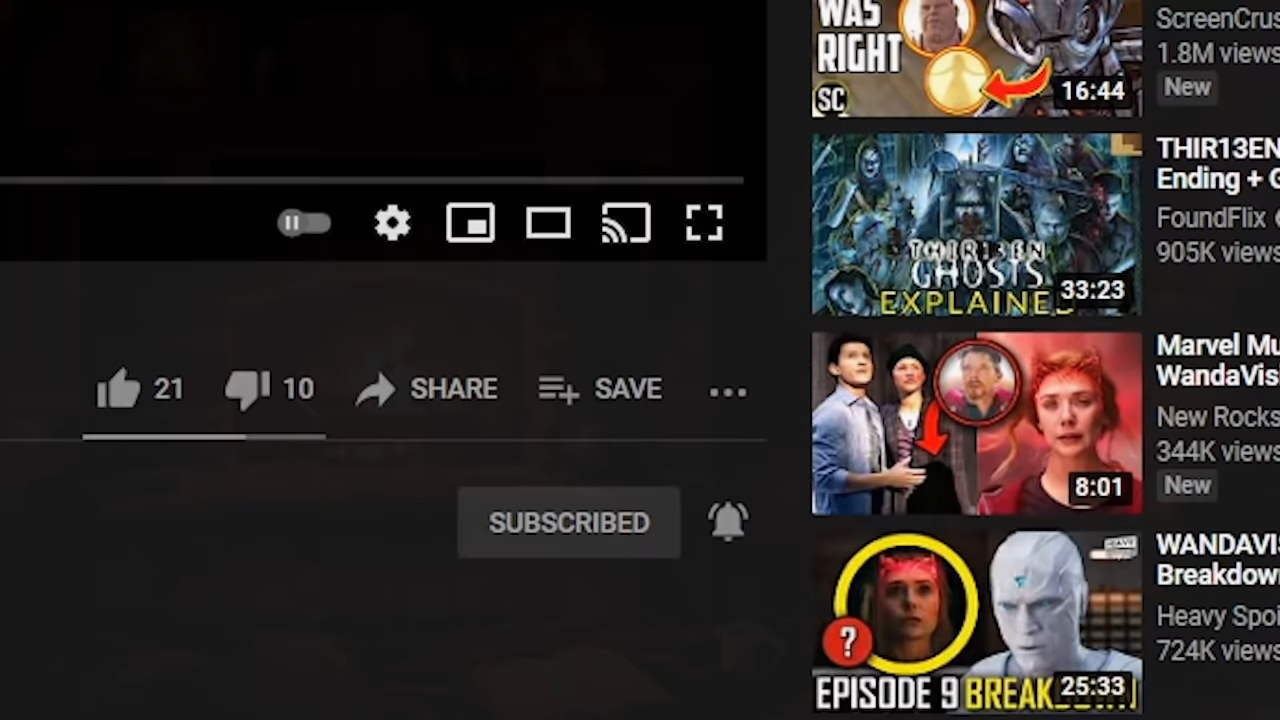 WAS
RIGHT
SC
16:44
ScreenCrus
1.8M views
New
THIR13EN
GHOSTS
EXPLAINED
33:23
THIR13EN
Ending + G
FoundFlix
905K views
8:01
Marvel Mu
WandaVis
New Rocks
344K views
New
21
10
SHARE
SAVE
SUBSCRIBED
?
EPISODE 9 BREAKDOWN
25:33
WANDAVIS
Breakdown
Heavy Spoi
724K views